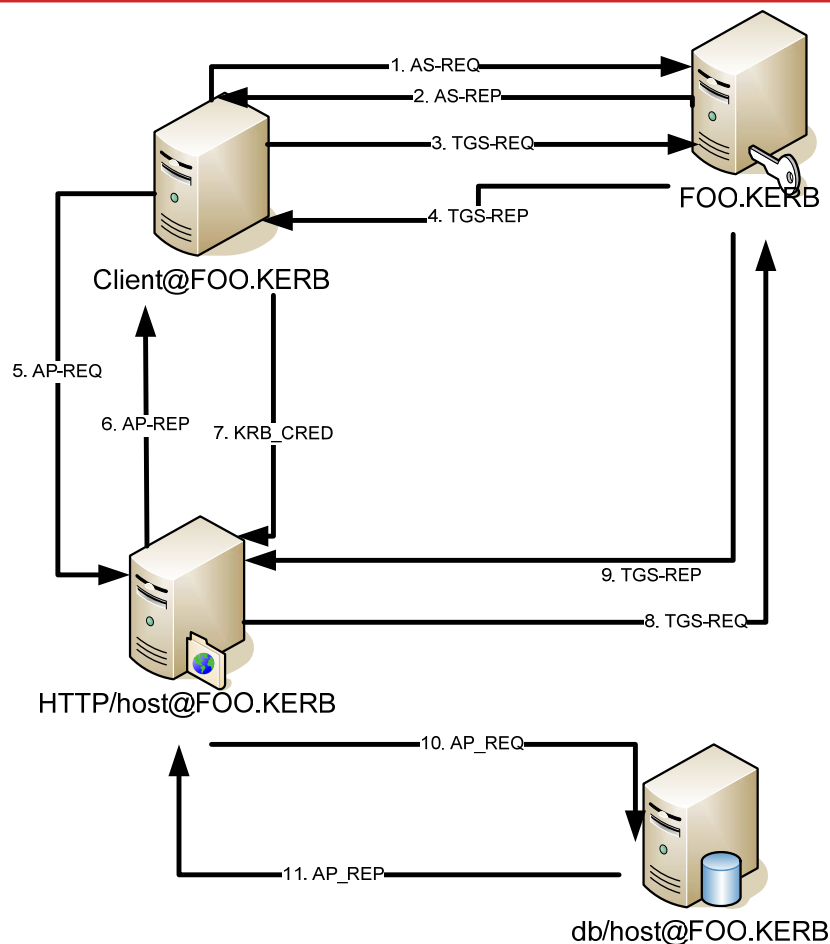 1. AS-REQ
2. AS-REP
3. TGS-REQ
FOO.KERB
4. TGS-REP
Client@FOO.KERB
5. AP-REQ
6. AP-REP
7. KRB_CRED
9. TGS-REP
8. TGS-REQ
HTTP/host@FOO.KERB
10. AP_REQ
11. AP_REP
db/host@FOO.KERB